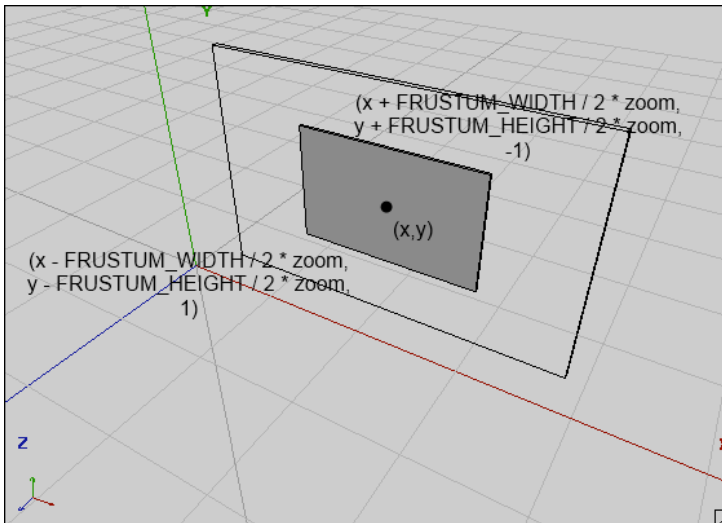 Y
(x + FRUSTUM_WIDTH / 2 * zoom,
y + FRUSTUM_HEIGHT / 2 * zoom,
-1)
(x,y)
(x - FRUSTUM_WIDTH / 2 * zoom,
y - FRUSTUM_HEIGHT / 2 * zoom,
1)
Z
X